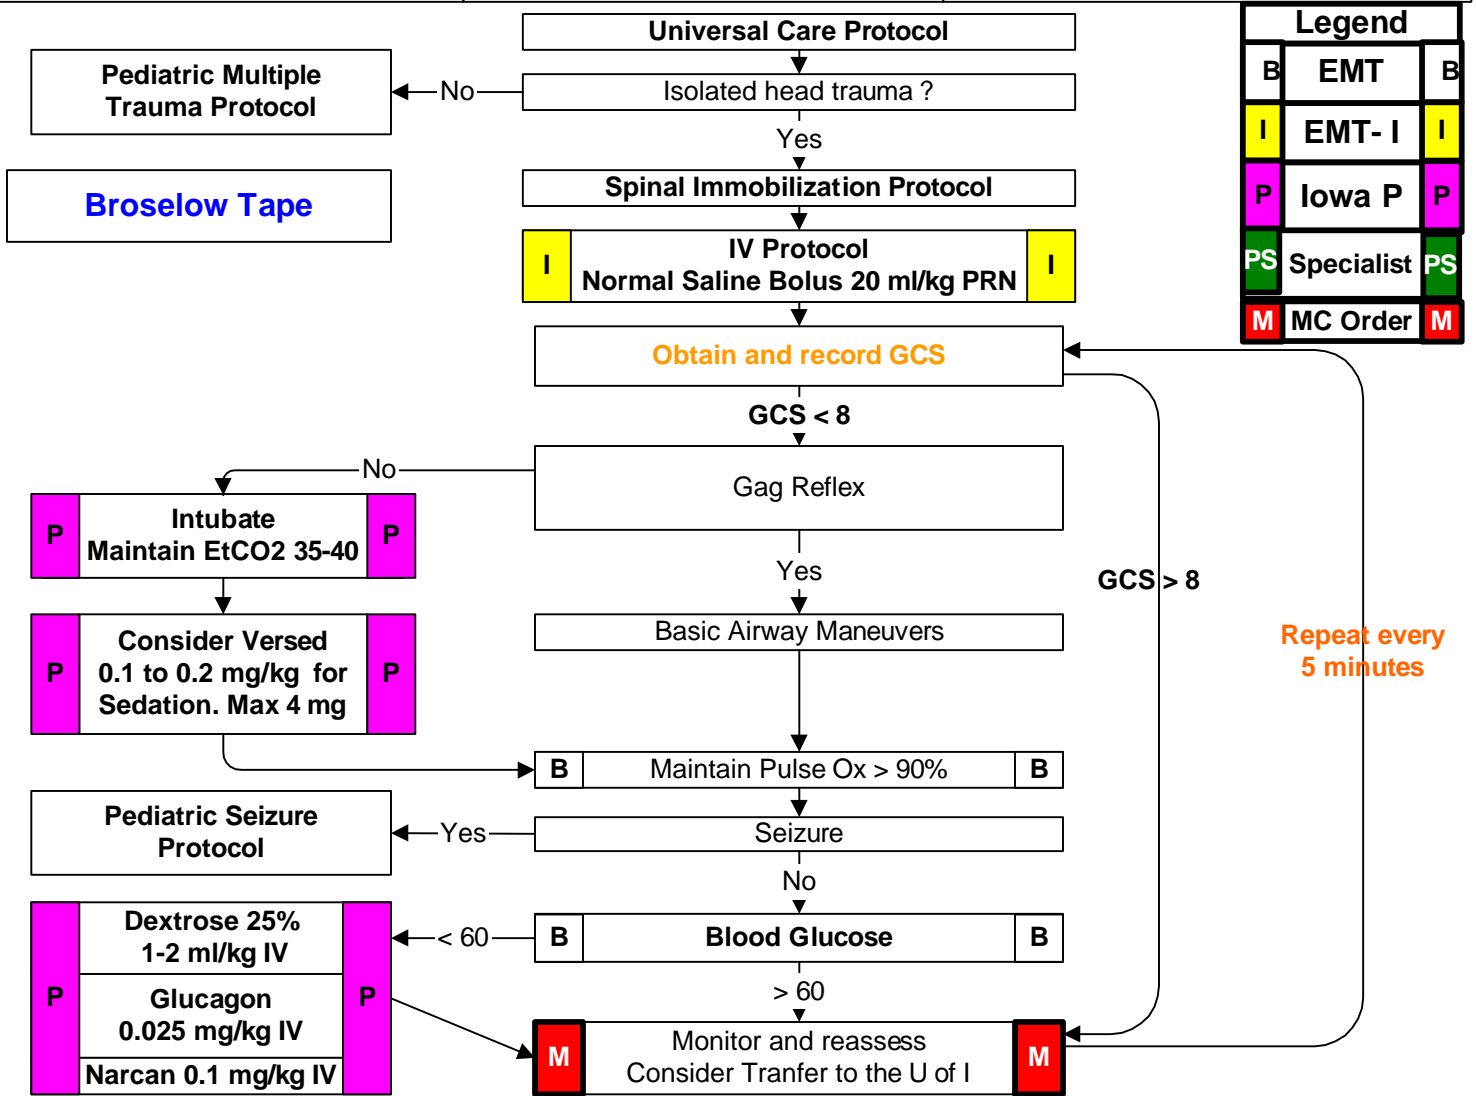 Universal Care Protocol
Legend
B EMT B
I EMT- I I
P Iowa P P
PS Specialist PS
M MC Order M
Pediatric Multiple
Trauma Protocol
No
Isolated head trauma ?
Yes
Broselow Tape
Spinal Immobilization Protocol
I IV Protocol I
Normal Saline Bolus 20 ml/kg PRN
Obtain and record GCS
GCS < 8
GCS > 8
Repeat every
5 minutes
No
Gag Reflex
Yes
P Intubate P
Maintain EtCO2 35-40
Basic Airway Maneuvers
P Consider Versed P
0.1 to 0.2 mg/kg for
Sedation. Max 4 mg
B Maintain Pulse Ox > 90% B
Pediatric Seizure
Protocol
Yes
Seizure
No
B Blood Glucose B
< 60
> 60
Dextrose 25%
1-2 ml/kg IV
P Glucagon P
0.025 mg/kg IV
Narcan 0.1 mg/kg IV
M Monitor and reassess M
Consider Tranfer to the U of I